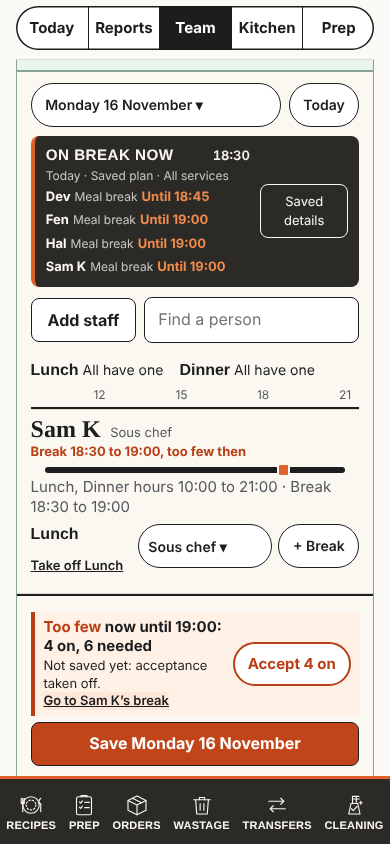 Today Reports Team Kitchen Prep
Monday 16 November ▾ Today
ON BREAK NOW 18:30
Today · Saved plan · All services
Dev Meal break Until 18:45
Fen Meal break Until 19:00
Hal Meal break Until 19:00
Sam K Meal break Until 19:00
Saved
details
Add staff Find a person
Lunch All have one Dinner All have one
12 15 18 21
Sam K Sous chef
Break 18:30 to 19:00, too few then
Lunch, Dinner hours 10:00 to 21:00 · Break
18:30 to 19:00
Lunch
Take off Lunch
Sous chef ▾ + Break
Too few now until 19:00:
4 on, 6 needed
Not saved yet: acceptance
taken off.
Go to Sam K's break
Accept 4 on
Save Monday 16 November
RECIPES PREP ORDERS WASTAGE TRANSFERS CLEANING